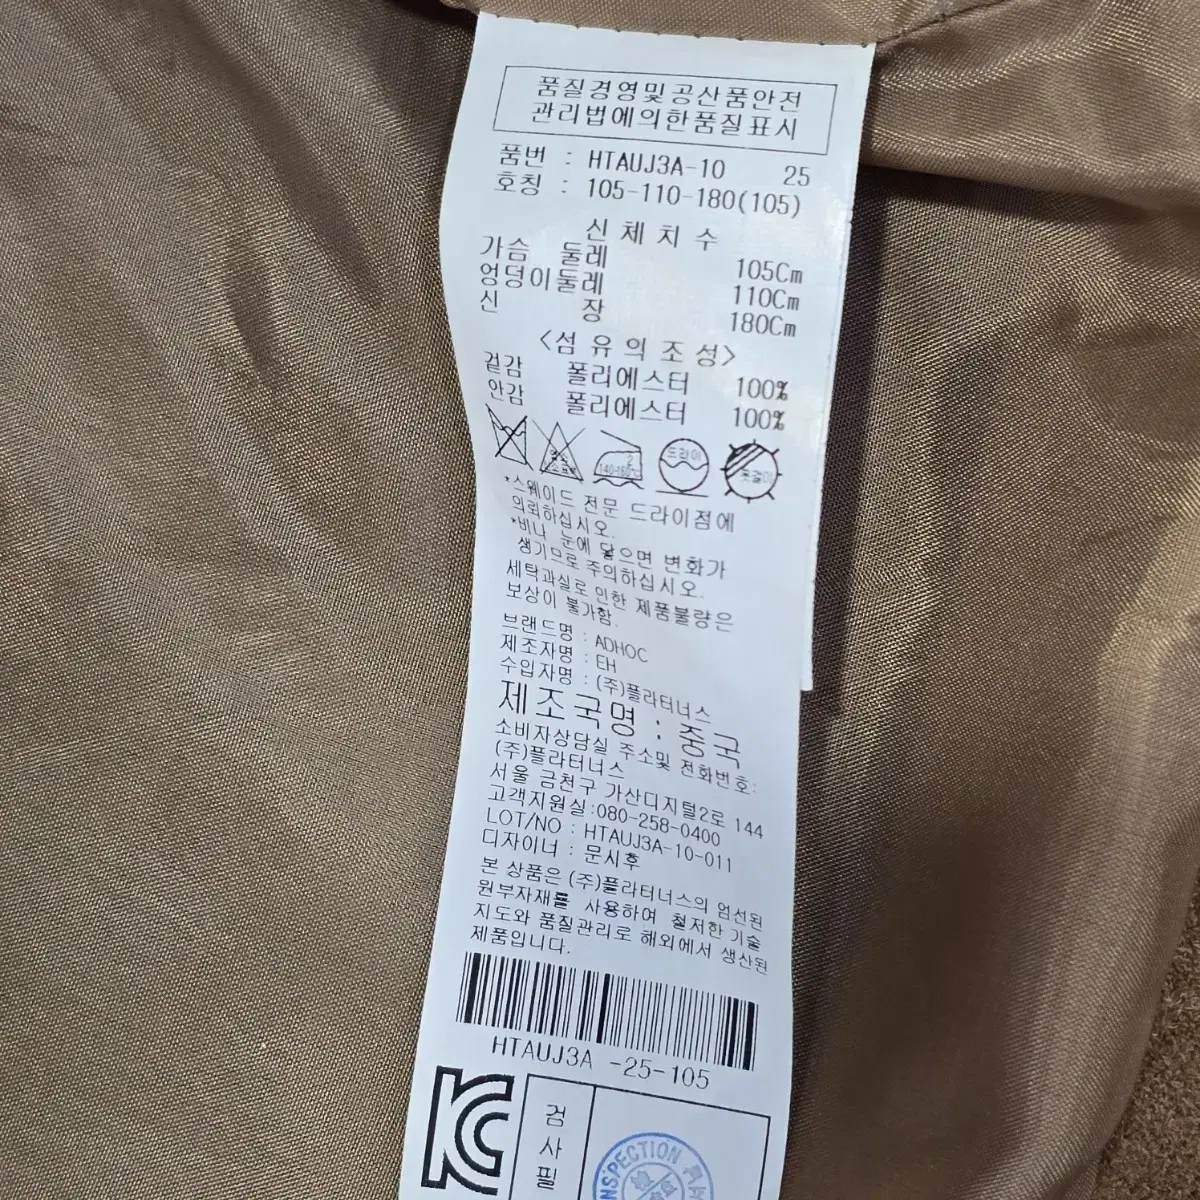 품질경영및공산품안전
관리법에의한품질표시
품번 : HTAUJ3A-10 25
호칭 : 105-110-180(105)
신체치수
가슴 둘레 105Cm
엉덩이둘레 110Cm
신 장 180Cm
<섬유의조성>
겉감 폴리에스터 100%
안감 폴리에스터 100%
염소표백 2 140-160℃ 드라이 옷걸이
*스웨이드 전문 드라이점에
의뢰하십시오.
*비나 눈에 닿으면 변화가
생기므로 주의하십시오.
세탁과실로 인한 제품불량은
보상이 불가함.
브랜드명 : ADHOC
제조자명 : EH
수입자명 : (주)플라터너스
제조국명 : 중국
소비자상담실 주소및 전화번호:
(주)플라터너스
서울 금천구 가산디지털2로 144
고객지원실:080-258-0400
LOT/NO : HTAUJ3A-10-011
디자이너 : 문시후
본 상품은 (주)플라터너스의 엄선된
원부자재를 사용하여 철저한 기술
지도와 품질관리로 해외에서 생산된
제품입니다.
HTAUJ3A -25-105
KC
검사필
INSPECTION